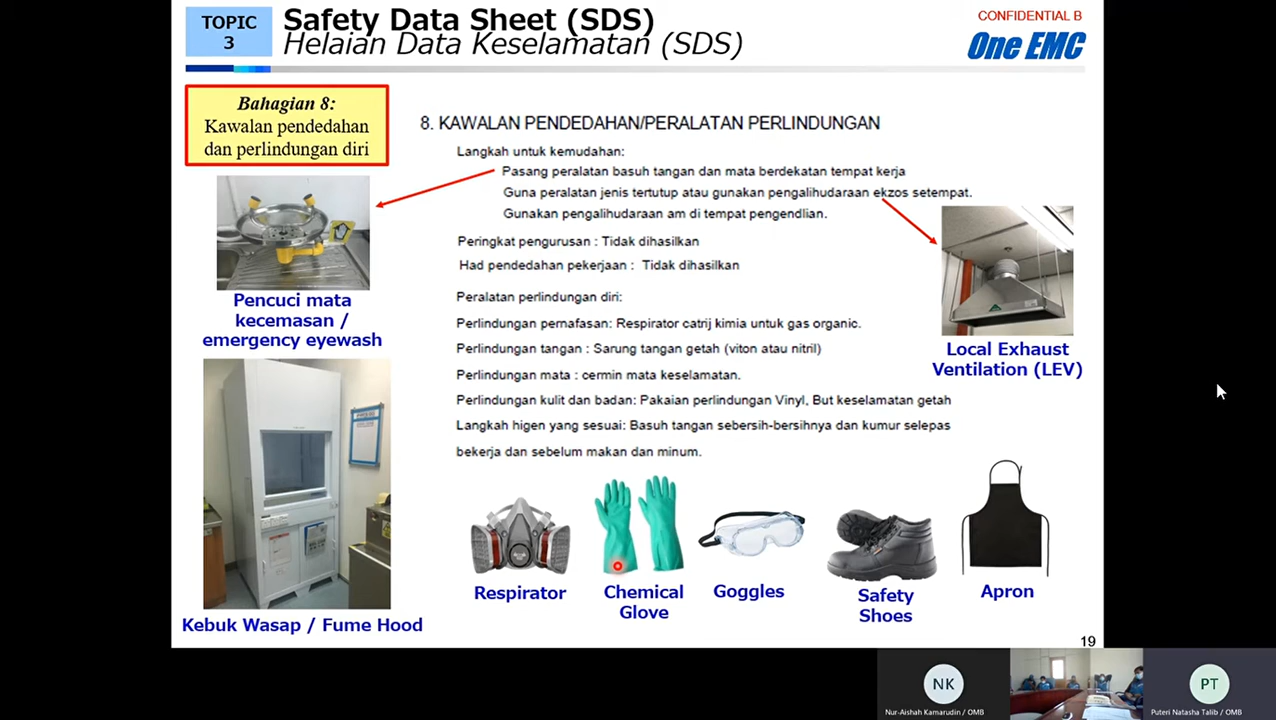 TOPIC
3
Safety Data Sheet (SDS)
Helaian Data Keselamatan (SDS)
CONFIDENTIAL B
One EMC
Bahagian 8:
Kawalan pendedahan
dan perlindungan diri
8. KAWALAN PENDEDAHAN/PERALATAN PERLINDUNGAN
Langkah untuk kemudahan:
Pasang peralatan basuh tangan dan mata berdekatan tempat kerja
Guna peralatan jenis tertutup atau gunakan pengalihudaraan ekzos setempat.
Gunakan pengalihudaraan am di tempat pengendlian.
Peringkat pengurusan : Tidak dihasilkan
Had pendedahan pekerjaan : Tidak dihasilkan
Peralatan perlindungan diri:
Perlindungan pernafasan: Respirator catrij kimia untuk gas organic.
Perlindungan tangan : Sarung tangan getah (viton atau nitril)
Perlindungan mata : cermin mata keselamatan.
Perlindungan kulit dan badan: Pakaian perlindungan Vinyl, But keselamatan getah
Langkah higen yang sesuai: Basuh tangan sebersih-bersihnya dan kumur selepas
bekerja dan sebelum makan dan minum.
Pencuci mata
kecemasan /
emergency eyewash
Local Exhaust
Ventilation (LEV)
Kebuk Wasap / Fume Hood
Respirator
Chemical
Glove
Goggles
Safety
Shoes
Apron
19
NK
Nur-Aishah Kamarudin / OMB
PT
Puteri Natasha Talib / OMB